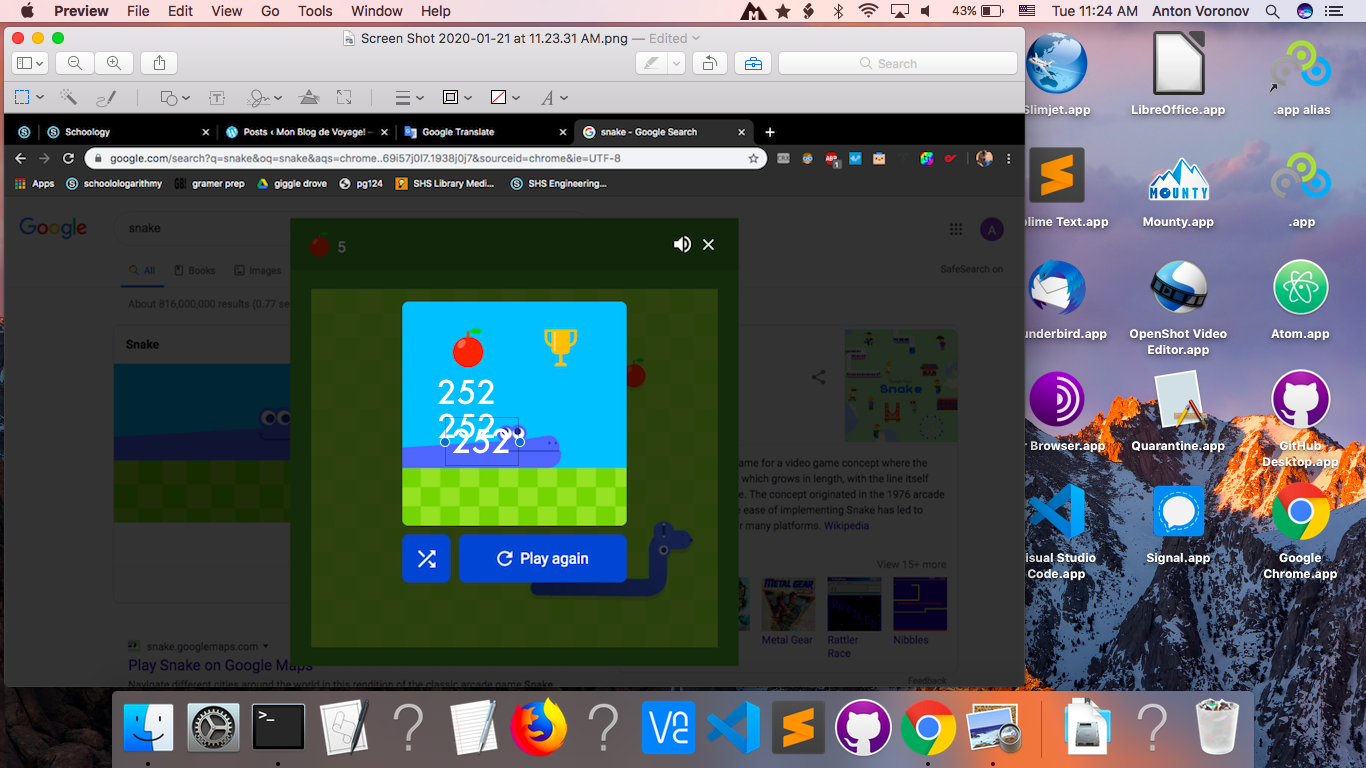 Preview File Edit View Go Tools Window Help
43% Tue 11:24 AM Anton Voronov
Screen Shot 2020-01-21 at 11.23.31 AM.png — Edited
Search
Schoology
Posts ‹ Mon Blog de Voyage! —
Google Translate
snake - Google Search
google.com/search?q=snake&oq=snake&aqs=chrome..69i57j0l7.1938j0j7&sourceid=chrome&ie=UTF-8
Apps schoolologarithmy gramer prep giggle drove pg124 SHS Library Medi... SHS Engineering...
Google
snake
A
All Books Images
SafeSearch on
About 816,000,000 results (0.77 se
5
Snake
252
252
252
Play again
Snake
ame for a video game concept where the
which grows in length, with the line itself
e. The concept originated in the 1976 arcade
ease of implementing Snake has led to
r many platforms. Wikipedia
View 15+ more
Metal Gear
Rattler
Race
Nibbles
snake.googlemaps.com
Play Snake on Google Maps
Navigate different cities around the world in this rendition of the classic arcade game Snake
Feedback
Slimjet.app
LibreOffice.app
.app alias
lime Text.app
Mounty.app
.app
underbird.app
OpenShot Video
Editor.app
Atom.app
r Browser.app
Quarantine.app
GitHub
Desktop.app
isual Studio
Code.app
Signal.app
Google
Chrome.app